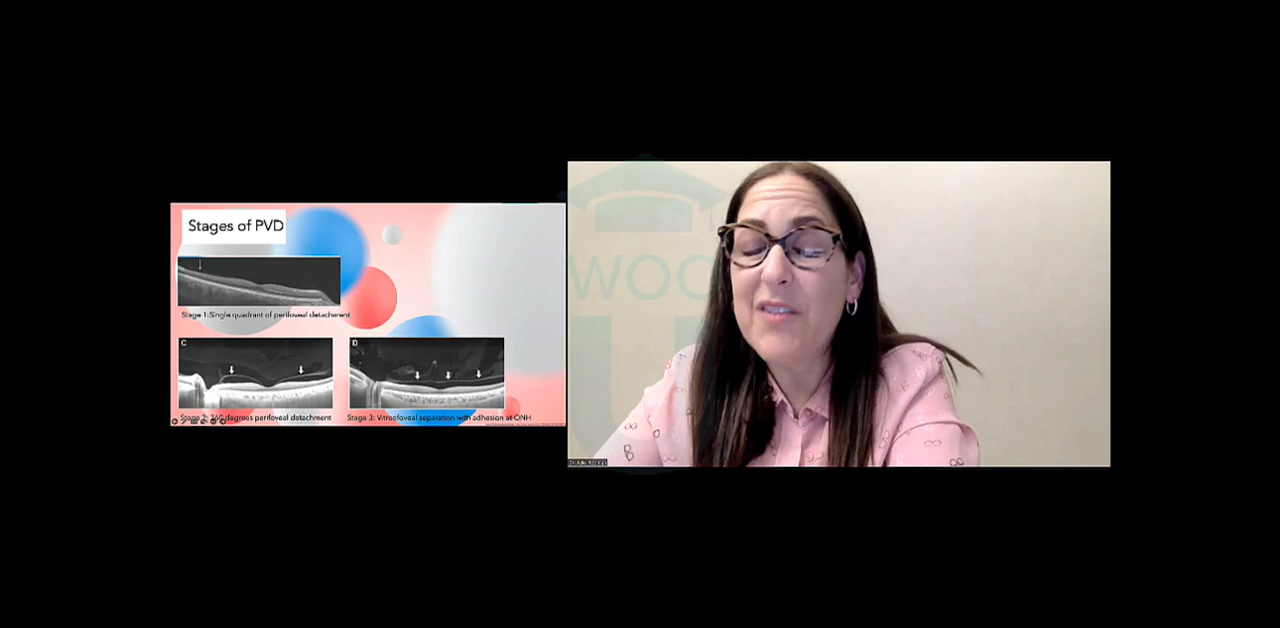 Stages of PVD
Stage 1:Single quadrant of perifoveal detachment
C
D
Stage 2: 360 degrees perifoveal detachment
Stage 3: Vitreofoveal separation with adhesion at ONH
WOO